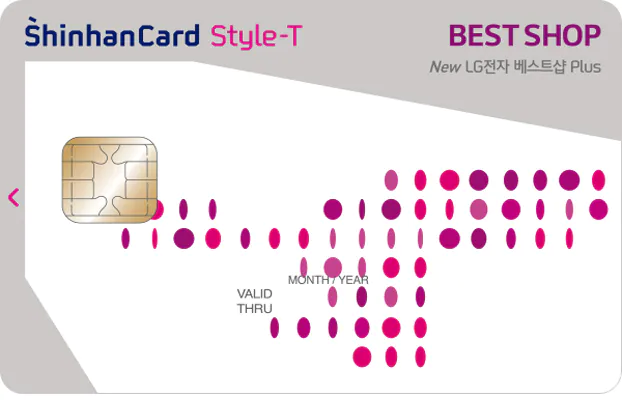 ShinhanCard Style-T
BEST SHOP
New LG전자 베스트샵 Plus
MONTH / YEAR
VALID
THRU